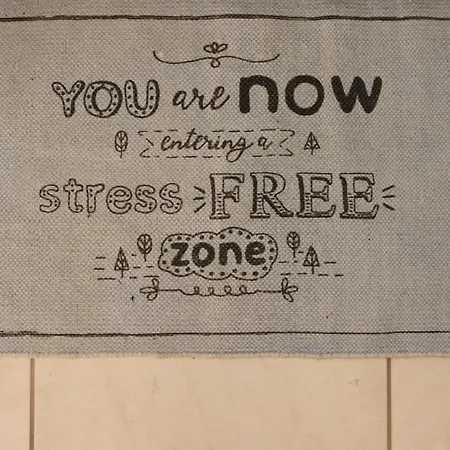 YOU are NOW
entering a
stress FREE
zone